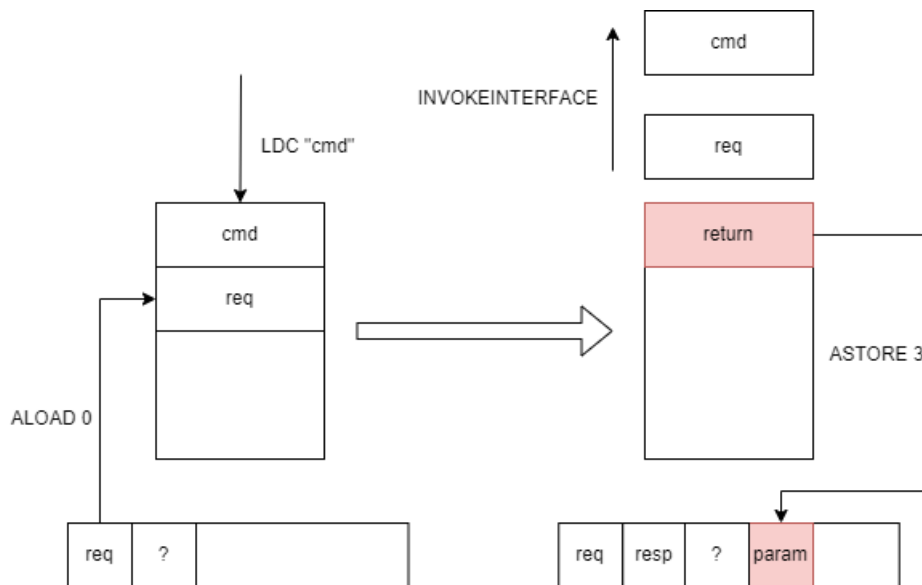 cmd
INVOKEINTERFACE
LDC "cmd"
req
cmd
return
req
ASTORE 3
ALOAD 0
req
?
req
resp
?
param